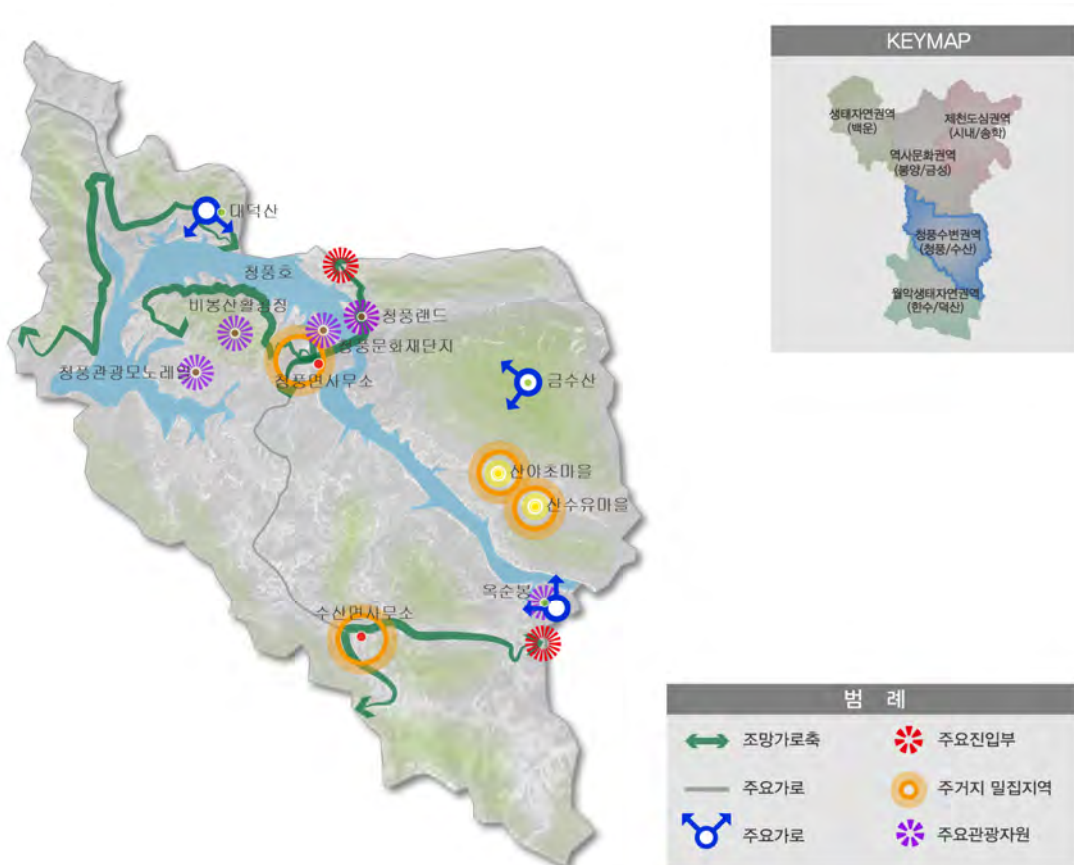 KEYMAP
생태자연권역
(백운)
제천도심권역
(시내/송학)
역사문화권역
(봉양/금성)
청풍수변권역
(청풍/수산)
월악생태자연권역
(한수/덕산)
대덕산
청풍호
비봉산활공장
청풍랜드
청풍문화재단지
청풍관광모노레일
청풍면사무소
금수산
산야초마을
산수유마을
옥순봉
수산면사무소
범 례
조망가로축
주요진입부
주요가로
주거지 밀집지역
주요가로
주요관광자원